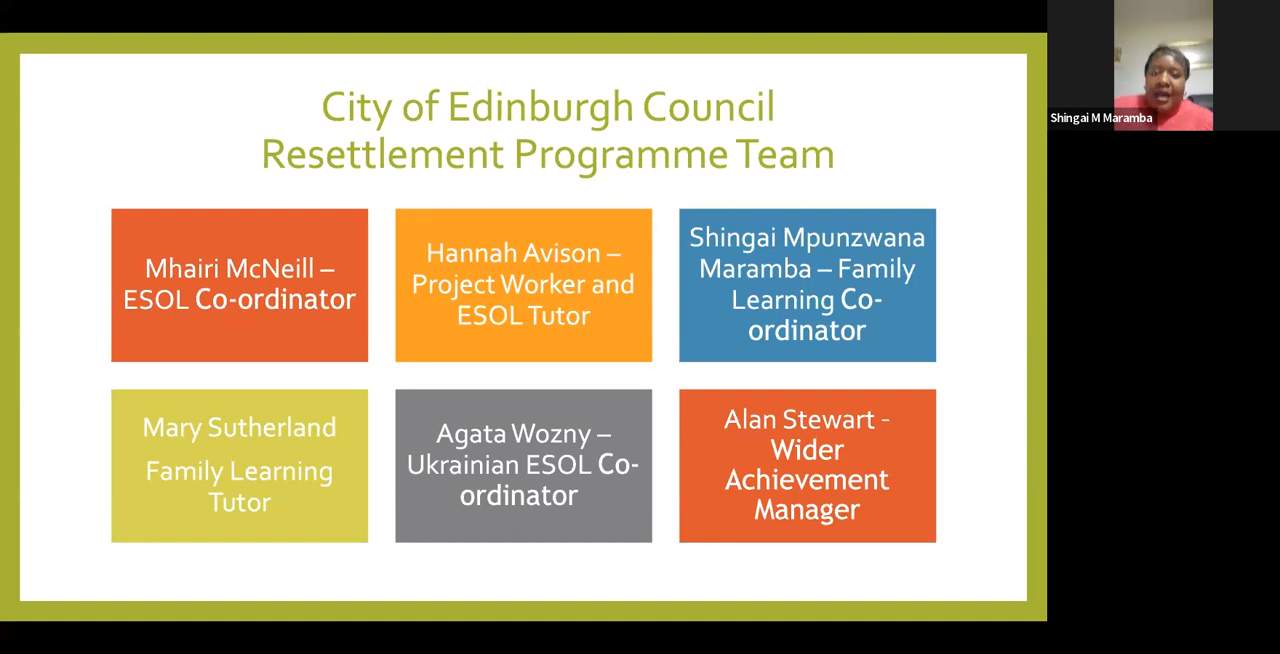 City of Edinburgh Council
Resettlement Programme Team
Mhairi McNeill –
ESOL Co-ordinator
Hannah Avison –
Project Worker and
ESOL Tutor
Shingai Mpunzwana
Maramba – Family
Learning Co-
ordinator
Mary Sutherland
Family Learning
Tutor
Agata Wozny –
Ukrainian ESOL Co-
ordinator
Alan Stewart -
Wider
Achievement
Manager
Shingai M Maramba